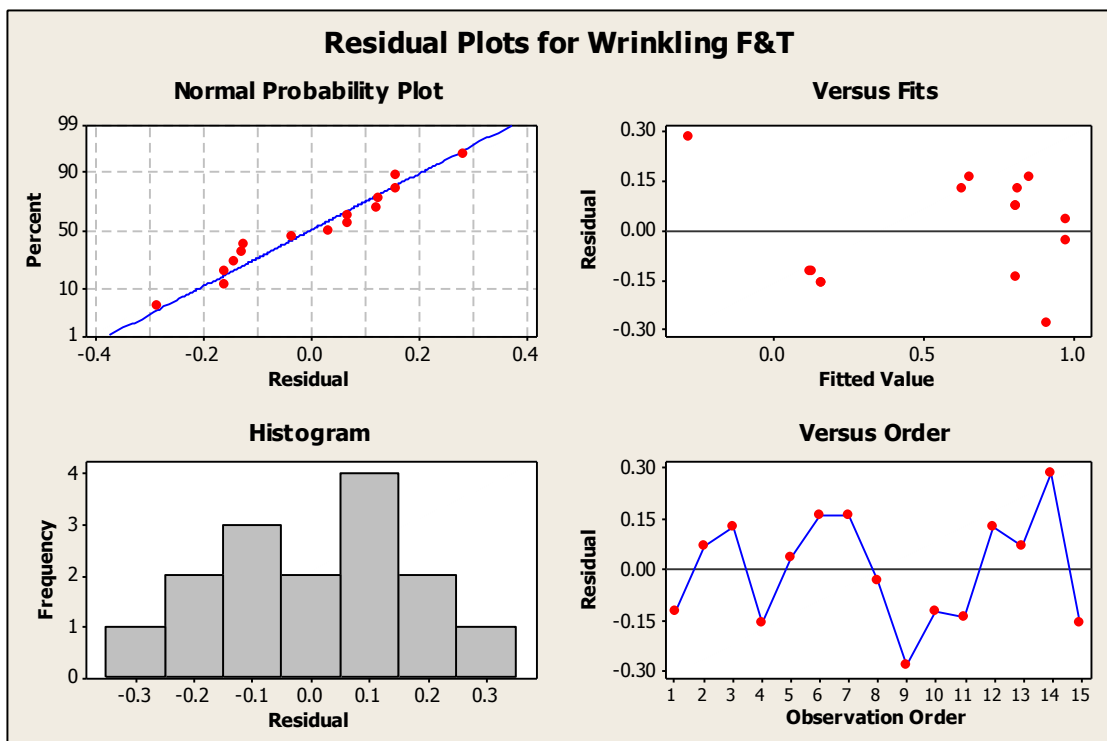 Residual Plots for Wrinkling F&T
Normal Probability Plot
99
90
50
10
1
Percent
-0.4 -0.2 0.0 0.2 0.4
Residual
Versus Fits
0.30
0.15
0.00
-0.15
-0.30
Residual
0.0 0.5 1.0
Fitted Value
Histogram
4
3
2
1
0
Frequency
-0.3 -0.2 -0.1 0.0 0.1 0.2 0.3
Residual
Versus Order
0.30
0.15
0.00
-0.15
-0.30
Residual
1 2 3 4 5 6 7 8 9 10 11 12 13 14 15
Observation Order